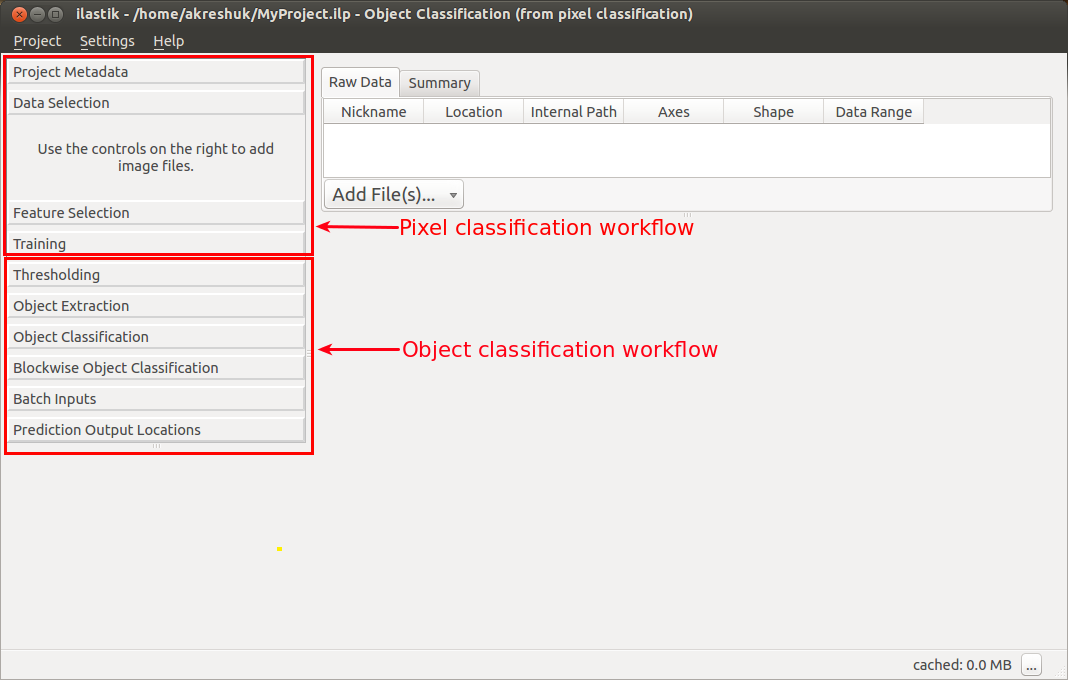 ilastik - /home/akreshuk/MyProject.ilp - Object Classification (from pixel classification)
Project Settings Help
Project Metadata
Data Selection
Use the controls on the right to add
image files.
Feature Selection
Training
Thresholding
Object Extraction
Object Classification
Blockwise Object Classification
Batch Inputs
Prediction Output Locations
Raw Data Summary
Nickname Location Internal Path Axes Shape Data Range
Add File(s)...
Pixel classification workflow
Object classification workflow
cached: 0.0 MB ...